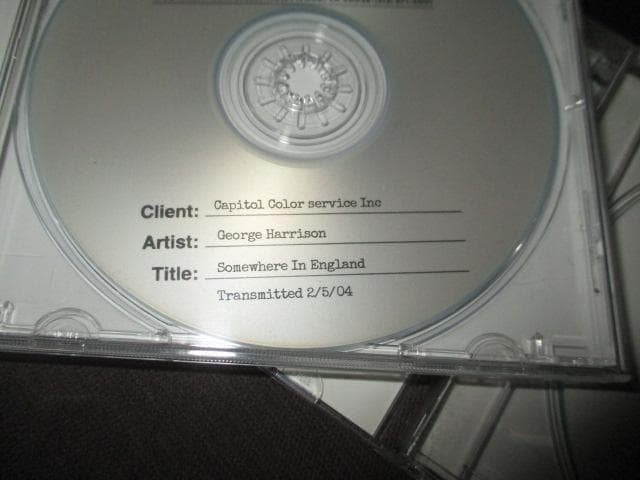 Client: Capitol Color service Inc
Artist: George Harrison
Title: Somewhere In England
Transmitted 2/5/04